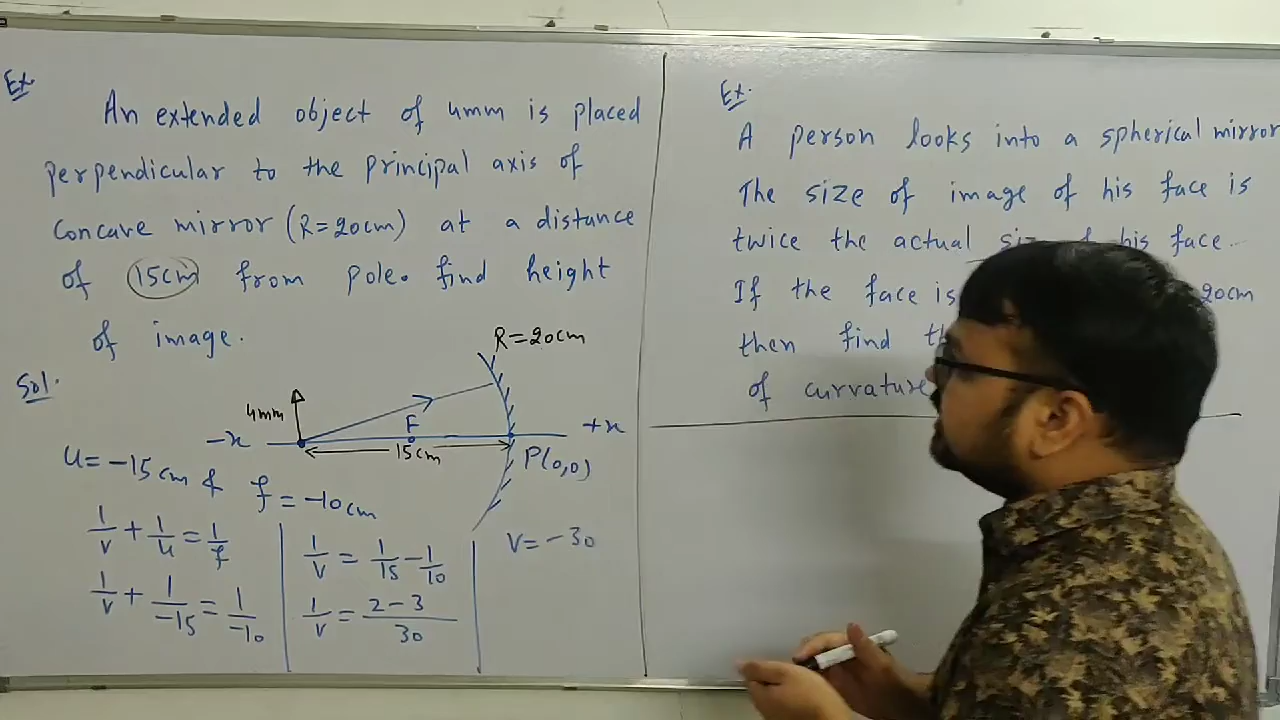 Ex.
An extended object of 4mm is placed
perpendicular to the principal axis of
Concave mirror (R=20cm) at a distance
of 15cm from pole. find height
of image.
Sol.
R=20cm
4mm
F
-x
+x
15cm
P(0,0)
u= -15cm & f = -10cm
1/v + 1/u = 1/f
1/v + 1/-15 = 1/-10
1/v = 1/15 - 1/10
1/v = 2-3/30
v= -30
Ex.
A person looks into a spherical mirror
The size of image of his face is
twice the actual his face.
If the face is 20cm
then find
of curvature